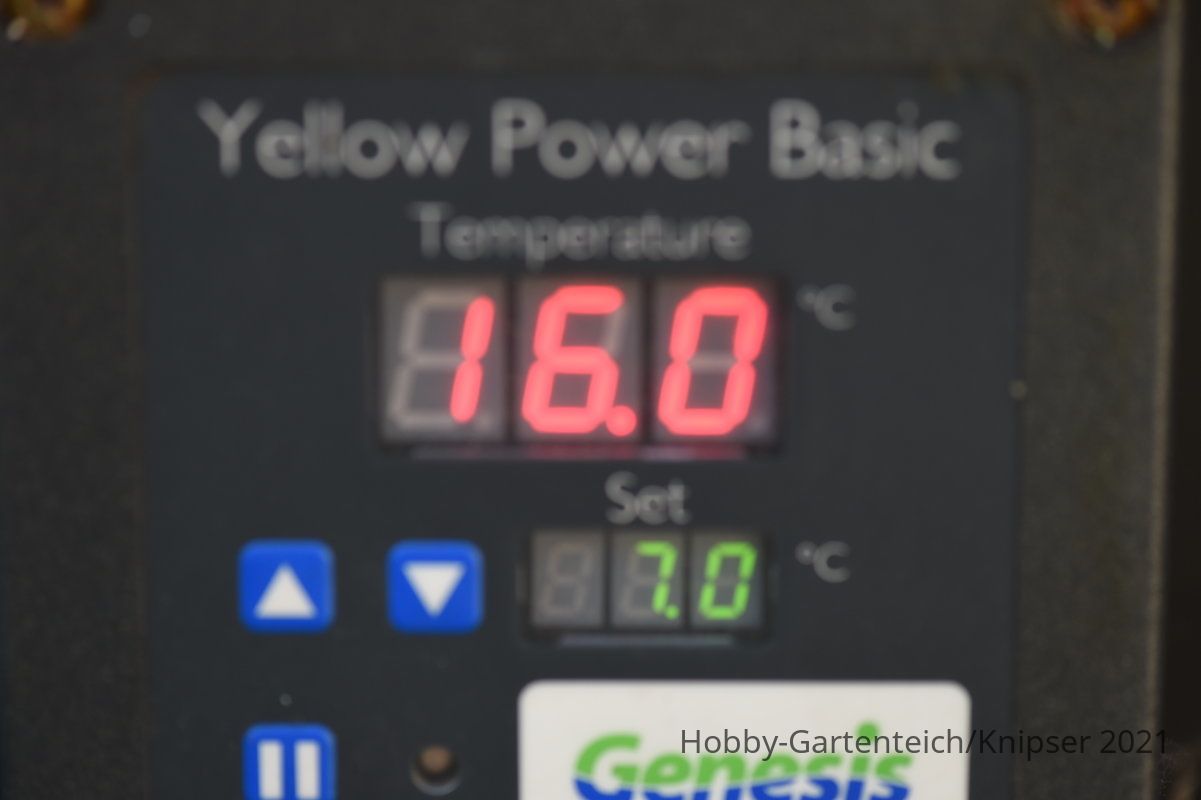 Yellow Power Basic
Temperature
16.0 °C
Set
7.0 °C
Genesis
Hobby-Gartenteich/Knipser 2021